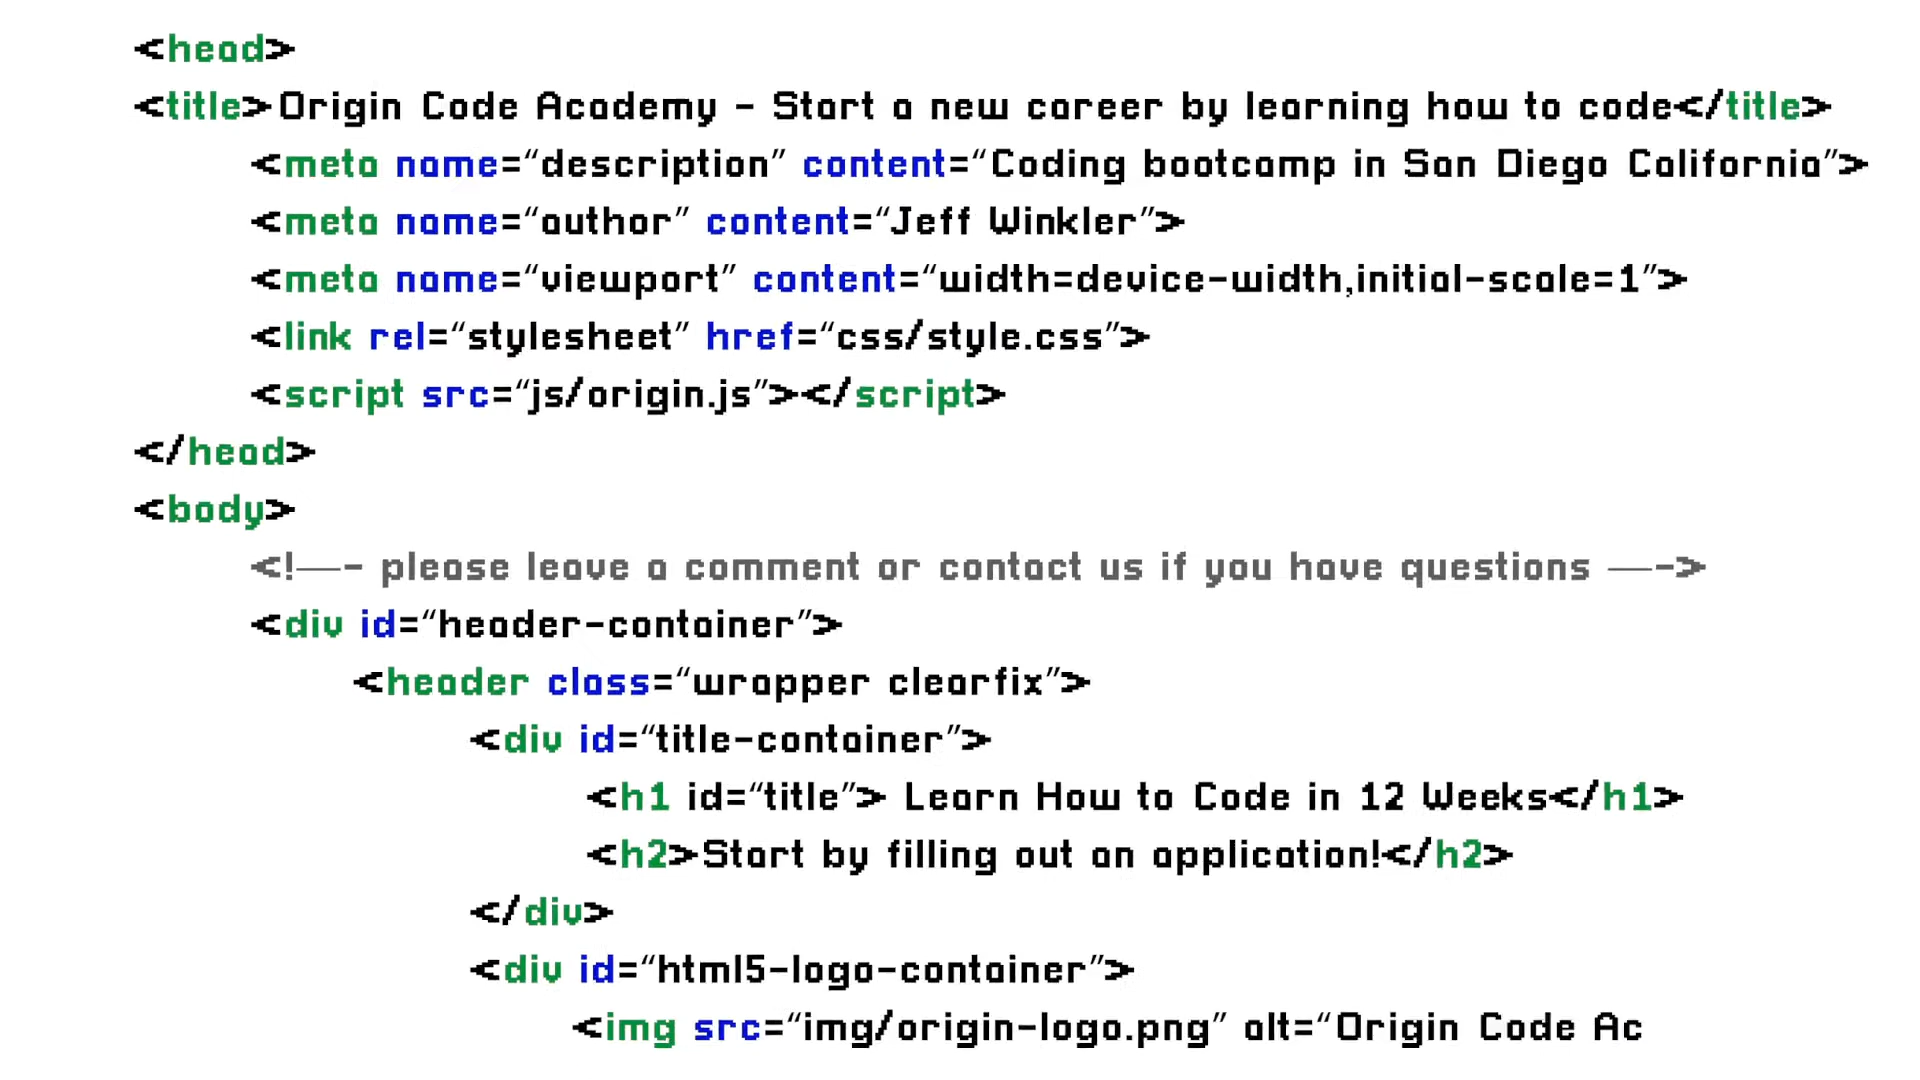 <head>
<title>Origin Code Academy - Start a new career by learning how to code</title>
<meta name=“description” content=“Coding bootcamp in San Diego California”>
<meta name=“author” content=“Jeff Winkler”>
<meta name=“viewport” content=“width=device-width,initial-scale=1”>
<link rel=“stylesheet” href=“css/style.css”>
<script src=“js/origin.js”></script>
</head>
<body>
<!—- please leave a comment or contact us if you have questions —->
<div id=“header-container”>
<header class=“wrapper clearfix”>
<div id=“title-container”>
<h1 id=“title”> Learn How to Code in 12 Weeks</h1>
<h2>Start by filling out an application!</h2>
</div>
<div id=“html5-logo-container”>
<img src=“img/origin-logo.png” alt=“Origin Code Ac